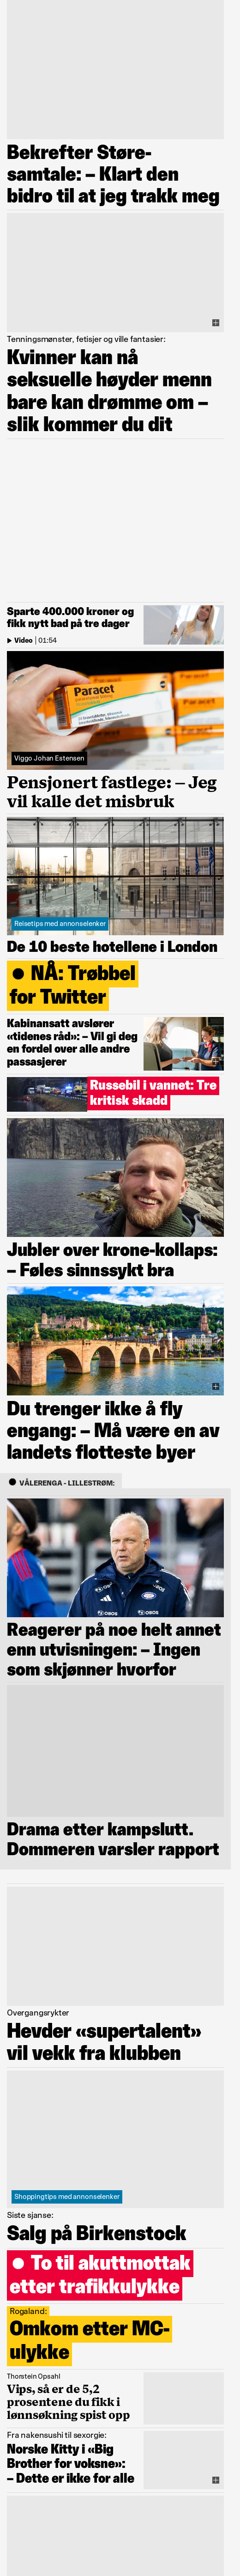 Bekrefter Støre-
samtale: – Klart den
bidro til at jeg trakk meg
Tenningsmønster, fetisjer og ville fantasier:
Kvinner kan nå
seksuelle høyder menn
bare kan drømme om –
slik kommer du dit
Sparte 400.000 kroner og
fikk nytt bad på tre dager
Video | 01:54
Paracet
Viggo Johan Estensen
Pensjonert fastlege: – Jeg
vil kalle det misbruk
Reisetips med annonselenker
De 10 beste hotellene i London
NÅ: Trøbbel
for Twitter
Kabinansatt avslører
«tidenes råd»: – Vil gi deg
en fordel over alle andre
passasjerer
Russebil i vannet: Tre
kritisk skadd
Jubler over krone-kollaps:
– Føles sinnssykt bra
Du trenger ikke å fly
engang: – Må være en av
landets flotteste byer
VÅLERENGA - LILLESTRØM:
Reagerer på noe helt annet
enn utvisningen: – Ingen
som skjønner hvorfor
Drama etter kampslutt.
Dommeren varsler rapport
Overgangsrykter
Hevder «supertalent»
vil vekk fra klubben
Shoppingtips med annonselenker
Siste sjanse:
Salg på Birkenstock
To til akuttmottak
etter trafikkulykke
Rogaland:
Omkom etter MC-
ulykke
Thorstein Opsahl
Vips, så er de 5,2
prosentene du fikk i
lønnsøkning spist opp
Fra nakensushi til sexorgie:
Norske Kitty i «Big
Brother for voksne»:
– Dette er ikke for alle